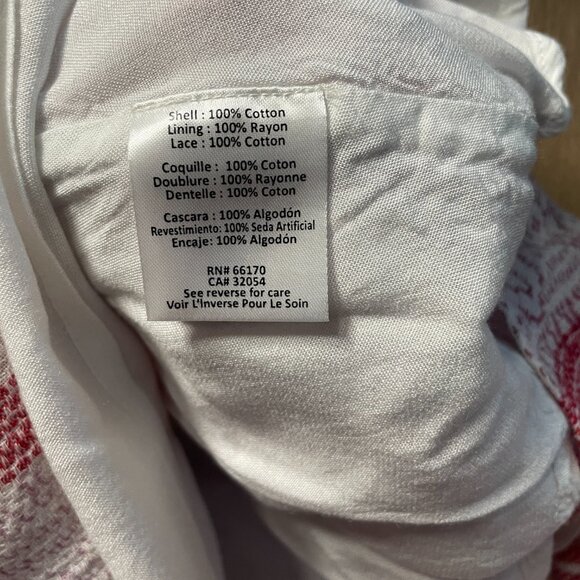 Shell : 100% Cotton
Lining : 100% Rayon
Lace : 100% Cotton
Coquille : 100% Coton
Doublure : 100% Rayonne
Dentelle : 100% Coton
Cascara : 100% Algodón
Revestimiento: 100% Seda Artificial
Encaje: 100% Algodón
RN# 66170
CA# 32054
See reverse for care
Voir L'Inverse Pour Le Soin